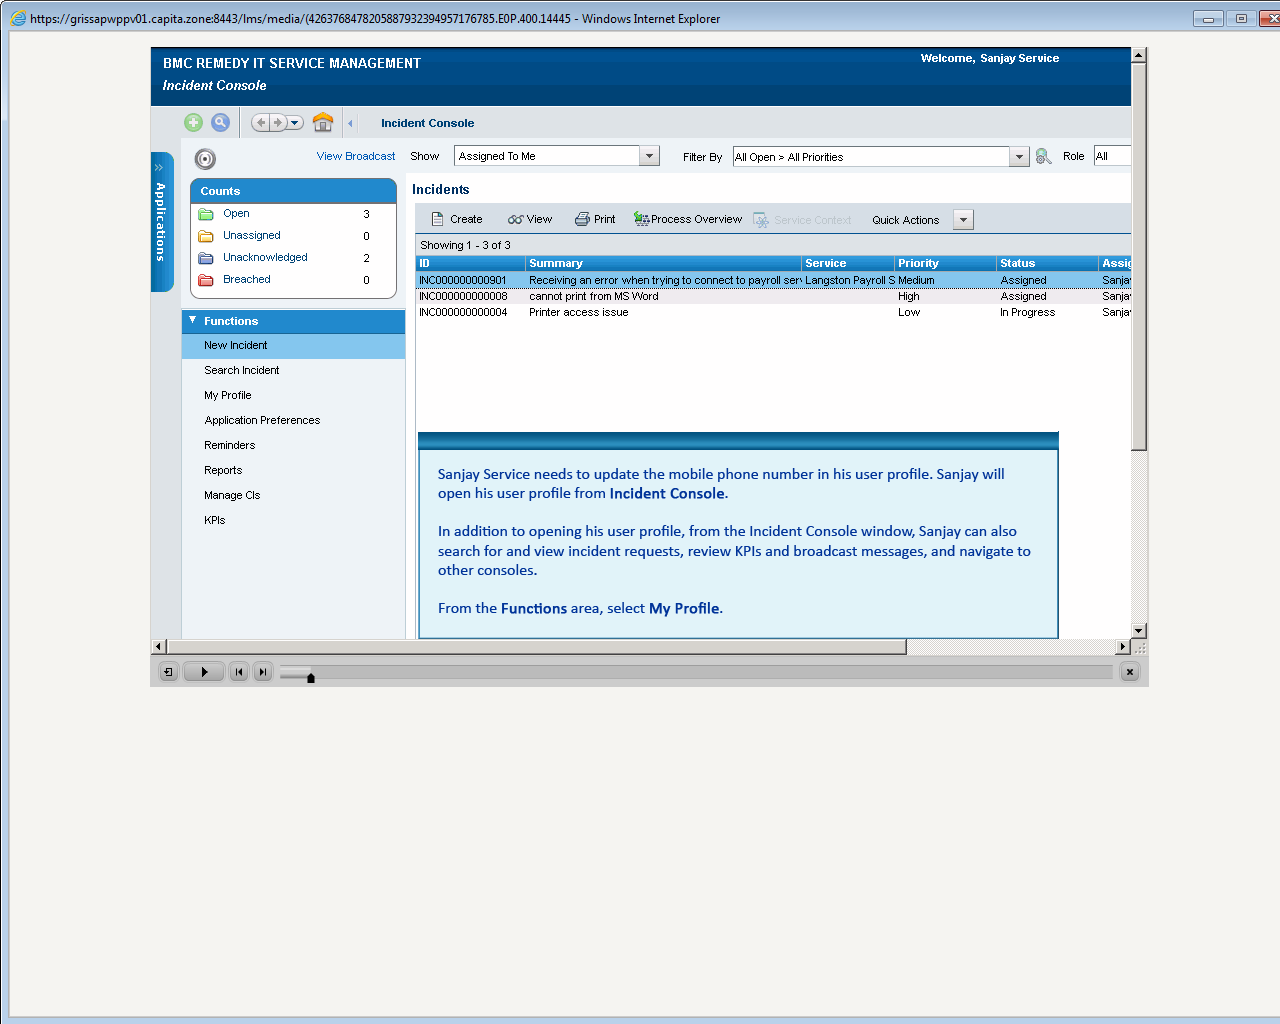 https://grissapwppv01.capita.zone:8443/lms/media/(4263768478205887932394957176785.E0P.400.14445 - Windows Internet Explorer
BMC REMEDY IT SERVICE MANAGEMENT
Welcome, Sanjay Service
Incident Console
Incident Console
View Broadcast Show Assigned To Me Filter By All Open > All Priorities Role All
Applications
Counts
Open 3
Unassigned 0
Unacknowledged 2
Breached 0
Functions
New Incident
Search Incident
My Profile
Application Preferences
Reminders
Reports
Manage CIs
KPIs
Incidents
Create View Print Process Overview Service Context Quick Actions
Showing 1 - 3 of 3
ID Summary Service Priority Status Assig
INC000000000901 Receiving an error when trying to connect to payroll serv Langston Payroll S Medium Assigned Sanjay
INC000000000008 cannot print from MS Word High Assigned Sanjay
INC000000000004 Printer access issue Low In Progress Sanjay
Sanjay Service needs to update the mobile phone number in his user profile. Sanjay will
open his user profile from Incident Console.
In addition to opening his user profile, from the Incident Console window, Sanjay can also
search for and view incident requests, review KPIs and broadcast messages, and navigate to
other consoles.
From the Functions area, select My Profile.